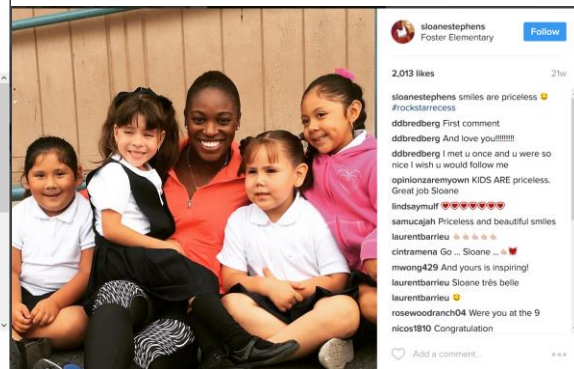 sloanestephens
Foster Elementary
Follow
2,013 likes
21w
sloanestephens smiles are priceless 😊
#rockstarrecess
ddbredberg First comment
ddbredberg And love you!!!!!!!!!!
ddbredberg I met u once and u were so
nice I wish u would follow me
opinionzaremyown KIDS ARE priceless.
Great job Sloane
lindsaymulf ❤❤❤❤❤❤❤
samucajah Priceless and beautiful smiles
laurentbarrieu 👏🏻👏🏻👏🏻👏🏻👏🏻
cintramena Go ... Sloane ...👏🏻❤
mwong429 And yours is inspiring!
laurentbarrieu Sloane três belle
laurentbarrieu 😊
rosewoodranch04 Were you at the 9
nicos1810 Congratulation
Add a comment...